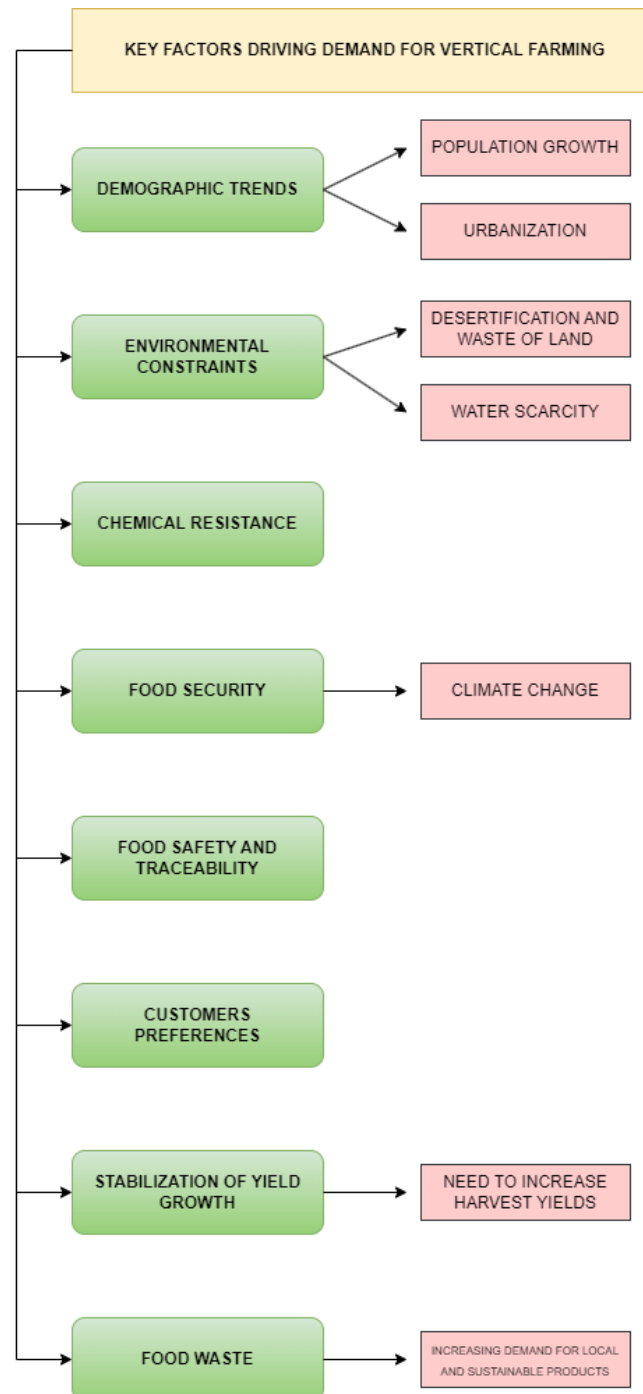 KEY FACTORS DRIVING DEMAND FOR VERTICAL FARMING
DEMOGRAPHIC TRENDS
POPULATION GROWTH
URBANIZATION
ENVIRONMENTAL
CONSTRAINTS
DESERTIFICATION AND
WASTE OF LAND
WATER SCARCITY
CHEMICAL RESISTANCE
FOOD SECURITY
CLIMATE CHANGE
FOOD SAFETY AND
TRACEABILITY
CUSTOMERS
PREFERENCES
STABILIZATION OF YIELD
GROWTH
NEED TO INCREASE
HARVEST YIELDS
FOOD WASTE
INCREASING DEMAND FOR LOCAL
AND SUSTAINABLE PRODUCTS